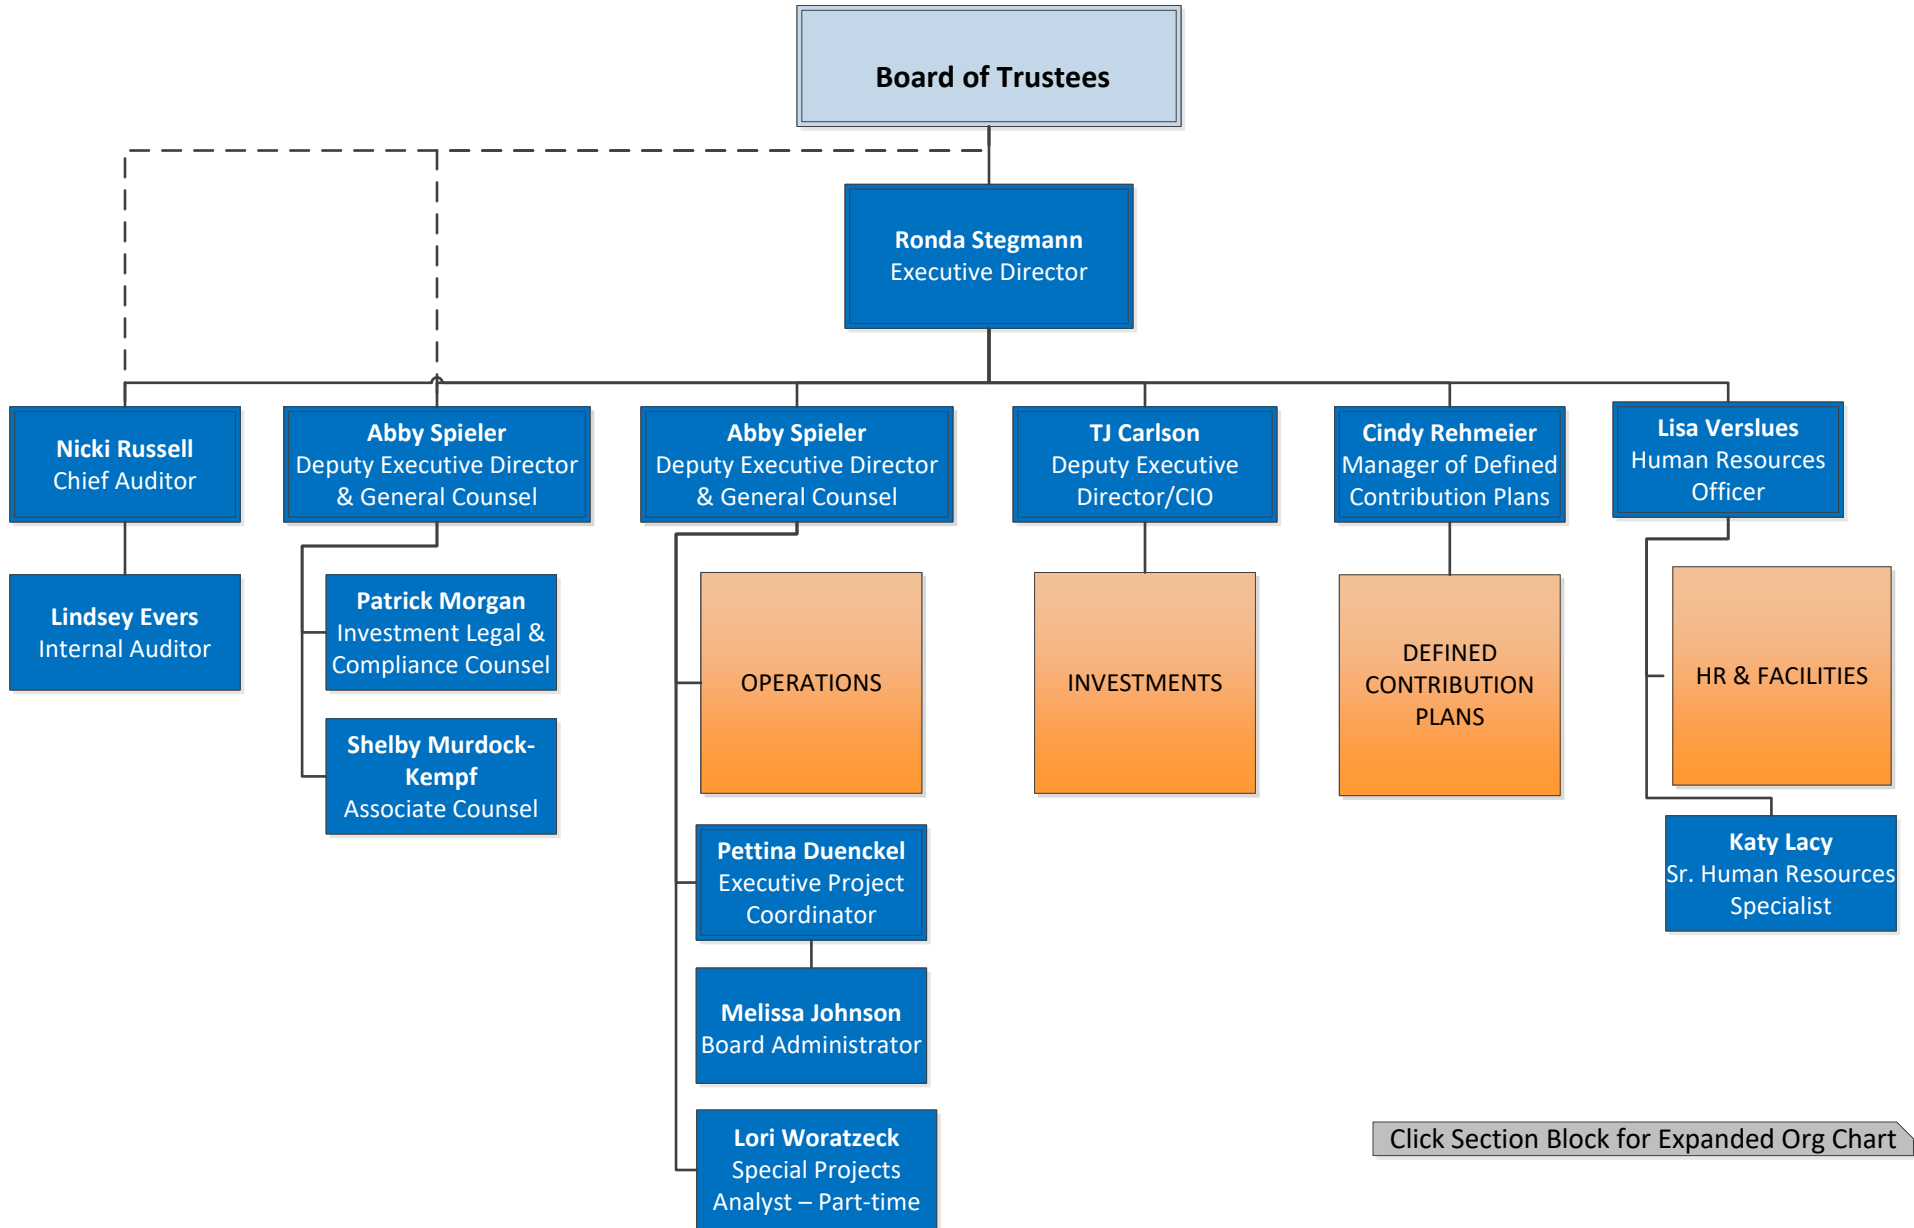 Board of Trustees
Ronda Stegmann
Executive Director
Nicki Russell
Chief Auditor
Abby Spieler
Deputy Executive Director
& General Counsel
Abby Spieler
Deputy Executive Director
& General Counsel
TJ Carlson
Deputy Executive
Director/CIO
Cindy Rehmeier
Manager of Defined
Contribution Plans
Lisa Verslues
Human Resources
Officer
Lindsey Evers
Internal Auditor
Patrick Morgan
Investment Legal &
Compliance Counsel
Shelby Murdock-
Kempf
Associate Counsel
OPERATIONS
INVESTMENTS
DEFINED
CONTRIBUTION
PLANS
HR & FACILITIES
Pettina Duenckel
Executive Project
Coordinator
Katy Lacy
Sr. Human Resources
Specialist
Melissa Johnson
Board Administrator
Lori Woratzeck
Special Projects
Analyst – Part-time
Click Section Block for Expanded Org Chart